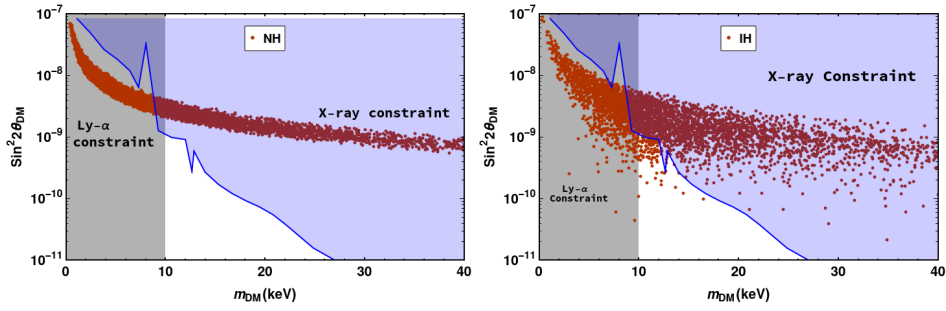 10⁻⁷
10⁻⁸
10⁻⁹
10⁻¹⁰
10⁻¹¹
Sin²2θDM
NH
X-ray constraint
Ly-α
constraint
0
10
20
30
40
mDM(keV)
10⁻⁷
10⁻⁸
10⁻⁹
10⁻¹⁰
10⁻¹¹
Sin²2θDM
IH
X-ray Constraint
Ly-α
Constraint
0
10
20
30
40
mDM(keV)